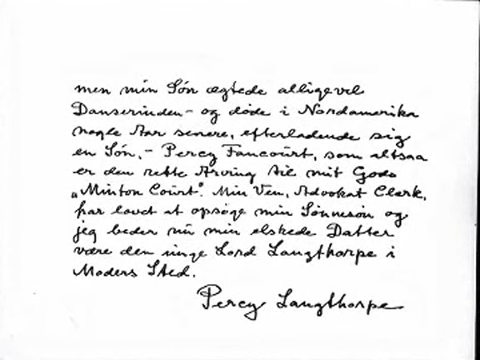 men min Søn ægtede alligevel
Danserinden - og døde i Nordamerika
nogle Aar senere, efterladende sig
en Søn, - Percy Fancourt, som altsaa
er den rette Arving til mit Gods
„Minton Court“. Min Ven, Advokat Clark,
har lovet at opsøge min Sønnesøn og
jeg beder nu min elskede Datter
være den unge Lord Langthorpe i
Moders Sted.
Percy Langthorpe